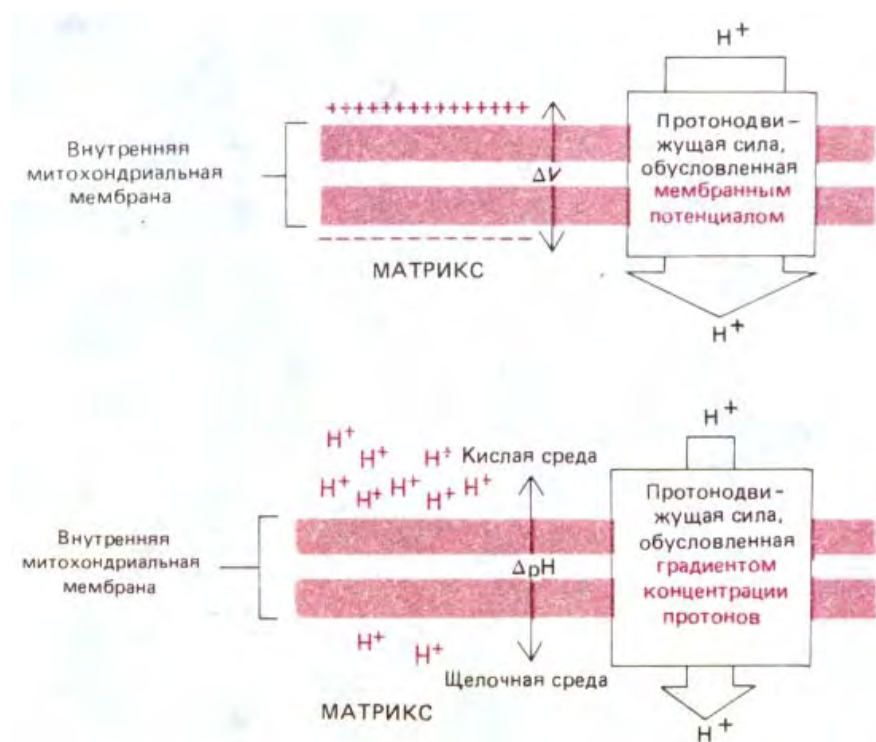 H+
+++++++++++++++
Внутренняя
митохондриальная
мембрана
ΔV
Протонодви-
жущая сила,
обусловленная
мембранным
потенциалом
МАТРИКС
H+
H+
H+
H+
H+ Кислая среда
H+ H+ H+ H+ H+
Протонодви-
жущая сила,
обусловленная
градиентом
концентрации
протонов
Внутренняя
митохондриальная
мембрана
ΔpH
H+
H+
Щелочная среда
МАТРИКС
H+